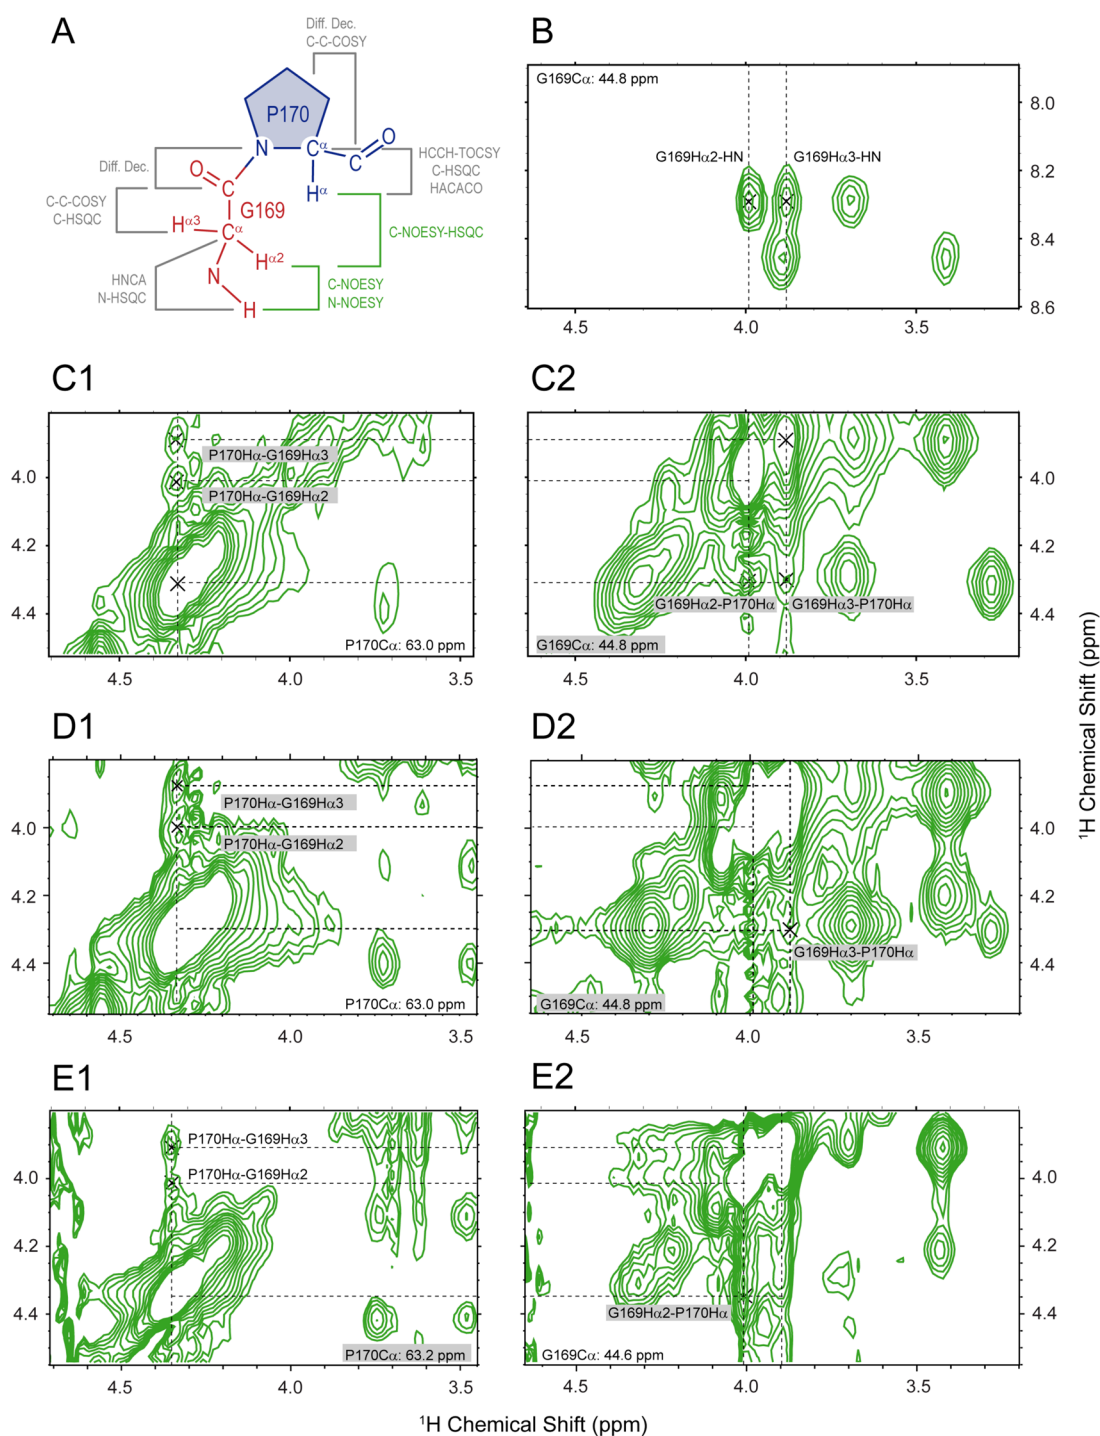 A
Diff. Dec.
C-C-COSY
P170
O
N
Cα
C
Hα
Diff. Dec.
HCCH-TOCSY
C-HSQC
HACACO
O
C
C-C-COSY
C-HSQC
G169
Hα3
Cα
Hα2
C-NOESY-HSQC
N
HNCA
N-HSQC
H
C-NOESY
N-NOESY
B
G169Cα: 44.8 ppm
G169Hα2-HN
G169Hα3-HN
8.0
8.2
8.4
8.6
4.5 4.0 3.5
C1
P170Hα-G169Hα3
P170Hα-G169Hα2
P170Cα: 63.0 ppm
4.0
4.2
4.4
4.5 4.0 3.5
C2
G169Hα2-P170Hα
G169Hα3-P170Hα
G169Cα: 44.8 ppm
4.0
4.2
4.4
4.5 4.0 3.5
D1
P170Hα-G169Hα3
P170Hα-G169Hα2
P170Cα: 63.0 ppm
4.0
4.2
4.4
4.5 4.0 3.5
D2
G169Hα3-P170Hα
G169Cα: 44.8 ppm
4.0
4.2
4.4
4.5 4.0 3.5
E1
P170Hα-G169Hα3
P170Hα-G169Hα2
P170Cα: 63.2 ppm
4.0
4.2
4.4
4.5 4.0 3.5
E2
G169Hα2-P170Hα
G169Cα: 44.6 ppm
4.0
4.2
4.4
4.5 4.0 3.5
¹H Chemical Shift (ppm)
¹H Chemical Shift (ppm)